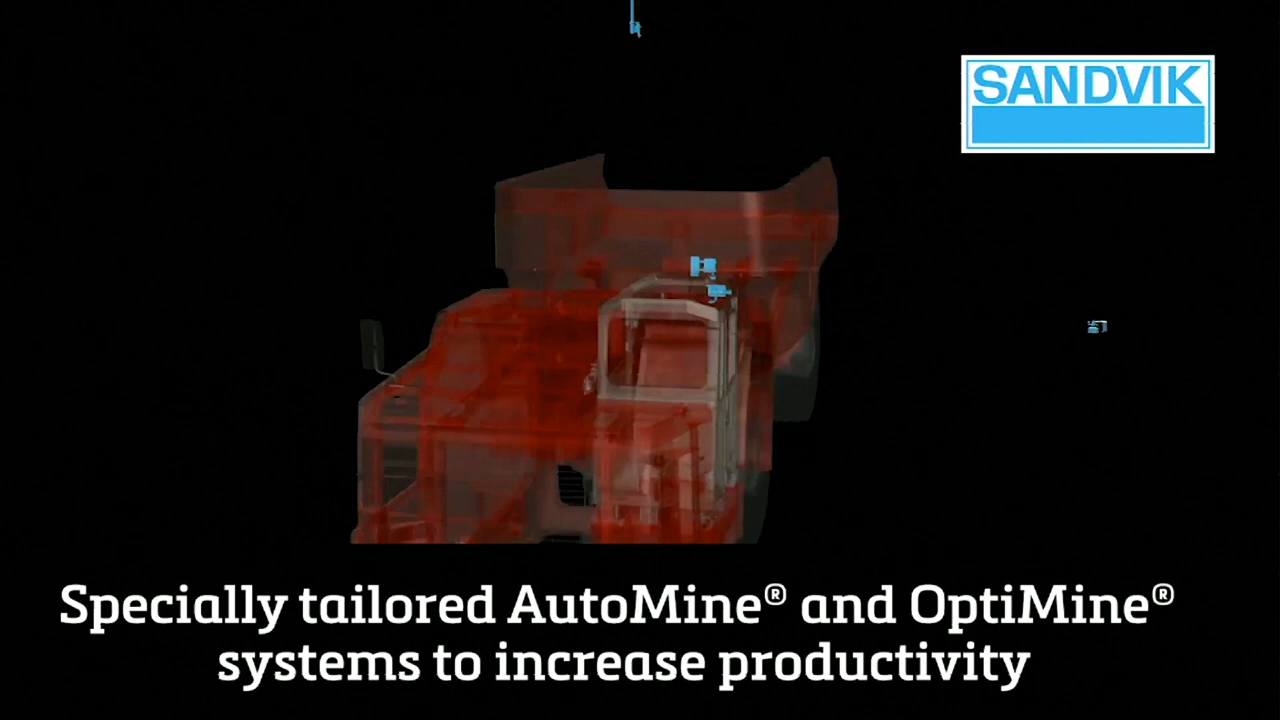 SANDVIK
Specially tailored AutoMine® and OptiMine®
systems to increase productivity